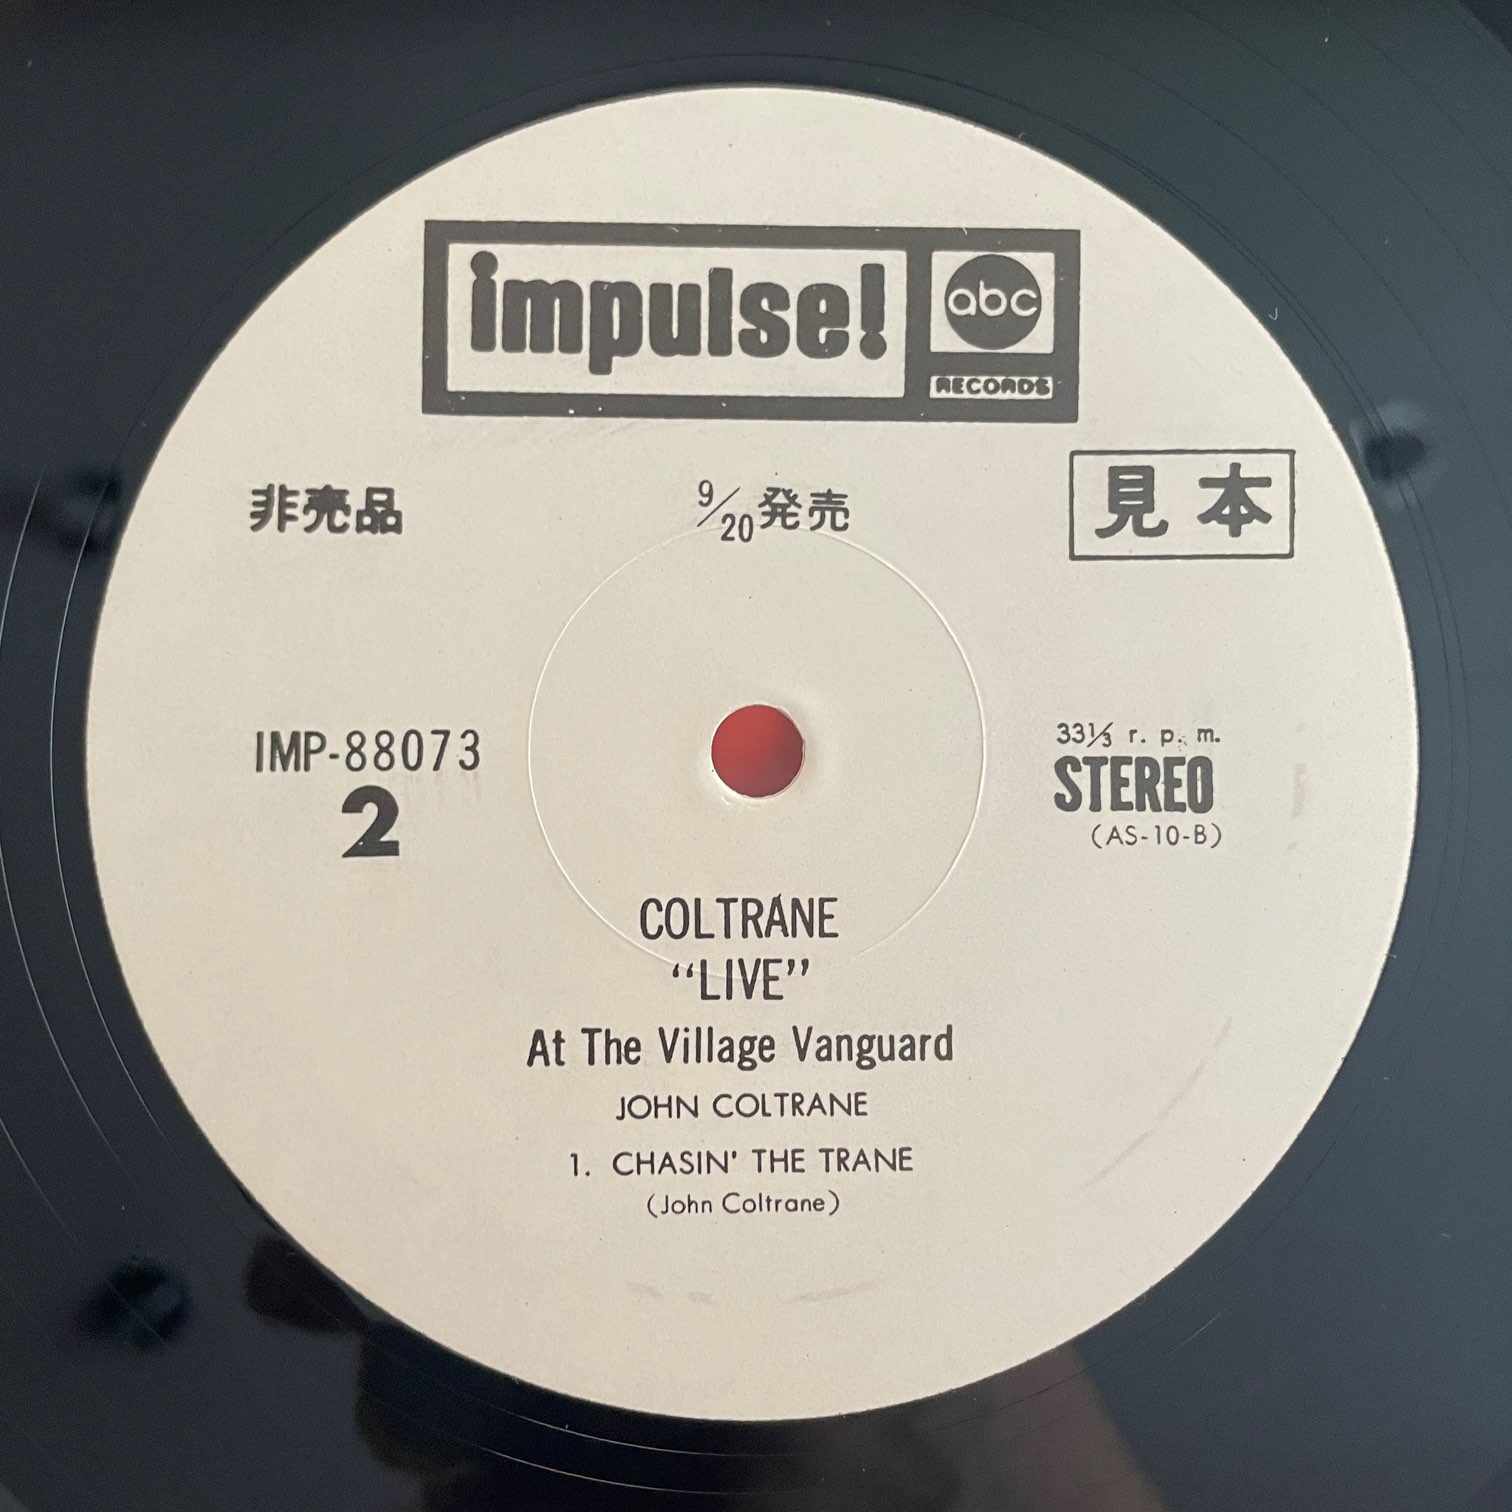 impulse!
abc
RECORDS
非売品
9/20発売
見本
IMP-88073
2
33⅓ r. p. m.
STEREO
(AS-10-B)
COLTRANE
“LIVE”
At The Village Vanguard
JOHN COLTRANE
1. CHASIN' THE TRANE
(John Coltrane)